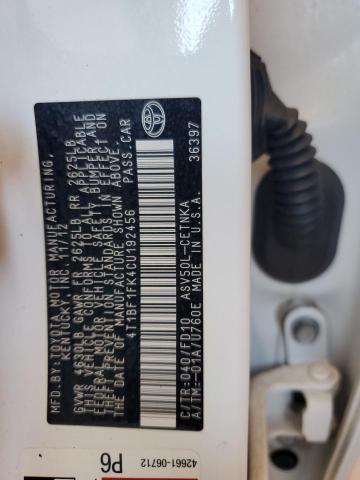 MFD. BY: TOYOTA MOTOR MANUFACTURING,
KENTUCKY, INC. 11/12
GVWR 4630LB GAWR FR 2625LB RR 2625LB
THIS VEHICLE CONFORMS TO ALL APPLICABLE
FEDERAL MOTOR VEHICLE SAFETY, BUMPER, AND
THEFT PREVENTION STANDARDS IN EFFECT ON
THE DATE OF MANUFACTURE SHOWN ABOVE.
4T1BF1FK4DU192456 PASS.CAR
TOYOTA
C/TR: 040/FD10 ASV50L-CETNKA
A/TM: -01A/U760E MADE IN U.S.A. 36397
42661-06712
P6